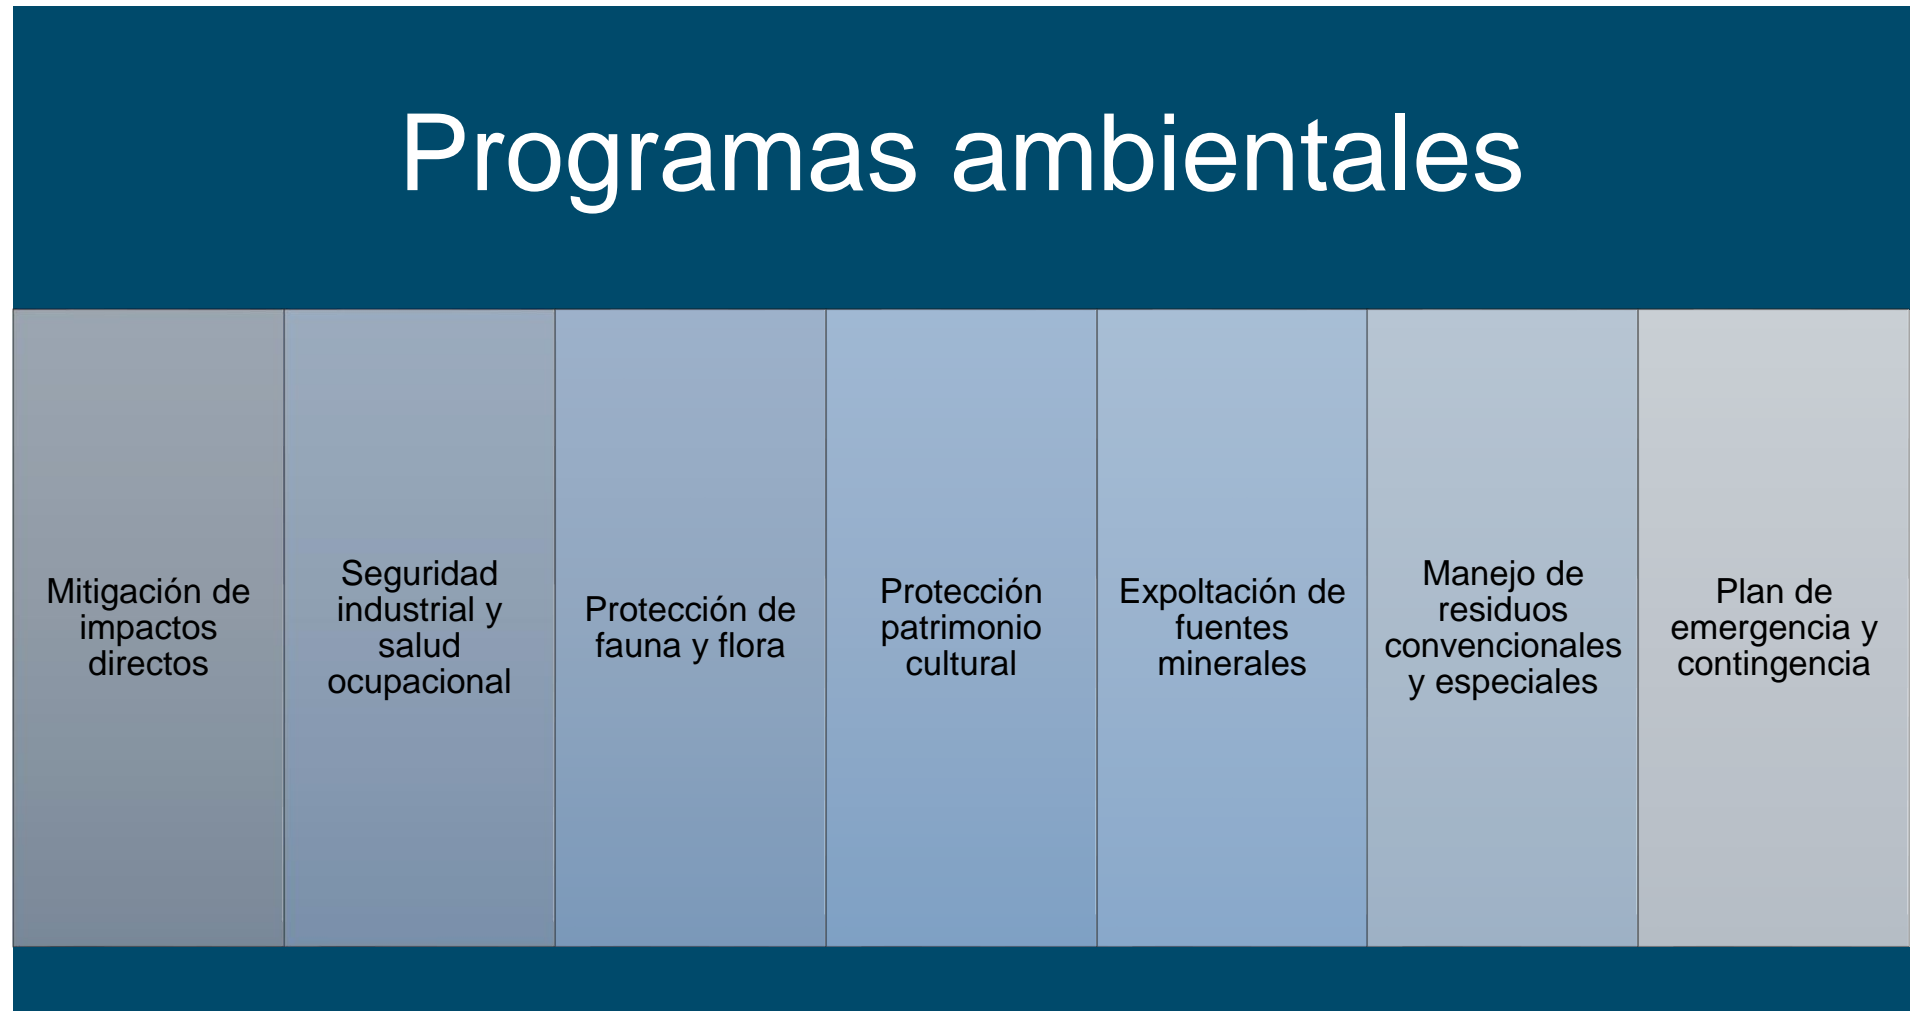 Programas ambientales
Mitigación de
impactos
directos
Seguridad
industrial y
salud
ocupacional
Protección de
fauna y flora
Protección
patrimonio
cultural
Expoltación de
fuentes
minerales
Manejo de
residuos
convencionales
y especiales
Plan de
emergencia y
contingencia